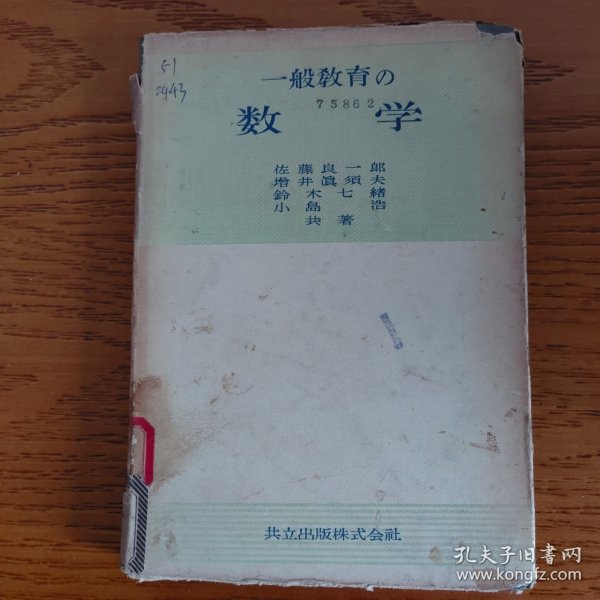 51
2443
一般教育の
75862
数学
佐藤良一郎
増井眞須夫
鈴木七緒
小島浩
共著
共立出版株式会社
孔夫子旧书网
www.kongfz.com